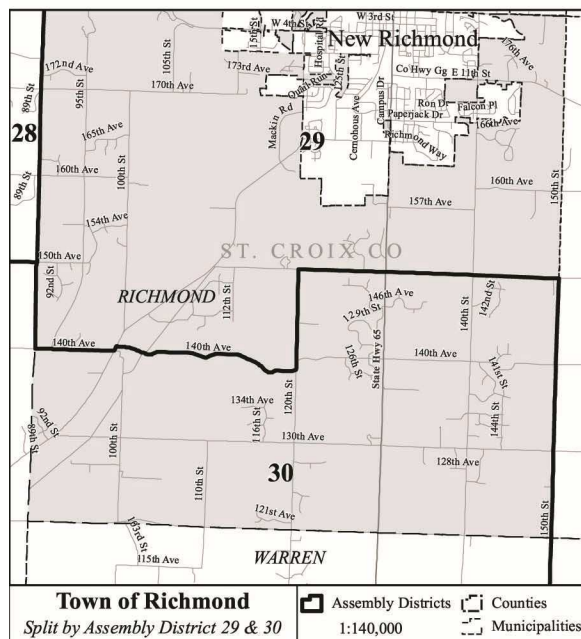 W 4th St
15th St
Hospital Rd
W 3rd St
New Richmond
176th Ave
172nd Ave
105th St
173rd Ave
Quail Run
125th St
Co Hwy Gg E 11th St
170th Ave
89th St
95th St
Mackin Rd
Cernohous Ave
Campus Dr
Ron Dr
Falcon Pl
Paperjack Dr
166th Ave
Richmond Way
28
165th Ave
29
160th Ave
100th St
160th Ave
150th St
89th St
157th Ave
154th Ave
ST. CROIX CO
150th Ave
92nd St
RICHMOND
112th St
146th Ave
142nd St
129th St
140th St
126th St
State Hwy 65
140th Ave
140th Ave
140th Ave
141st St
120th St
134th Ave
116th St
144th St
92nd St
89th St
100th St
130th Ave
128th Ave
30
110th St
121st Ave
150th St
103rd St
115th Ave
WARREN
Town of Richmond
Split by Assembly District 29 & 30
Assembly Districts
Counties
1:140,000
Municipalities